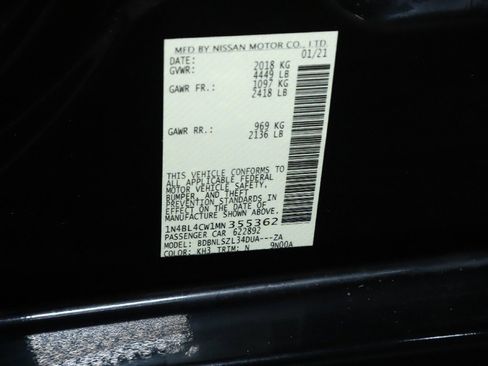 MFD BY NISSAN MOTOR CO., LTD.
DATE: 01/21
GVWR: 2018 KG
4449 LB
GAWR FR.: 1097 KG
2418 LB
GAWR RR.: 969 KG
2136 LB
THIS VEHICLE CONFORMS TO
ALL APPLICABLE FEDERAL
MOTOR VEHICLE SAFETY,
BUMPER, AND THEFT
PREVENTION STANDARDS IN
EFFECT ON THE DATE OF
MANUFACTURE SHOWN ABOVE.
1N4BL4CW1MN355362
PASSENGER CAR 622892
MODEL: BDBNLSZL34DUA---ZA
COLOR: KH3 TRIM: N 9N00A